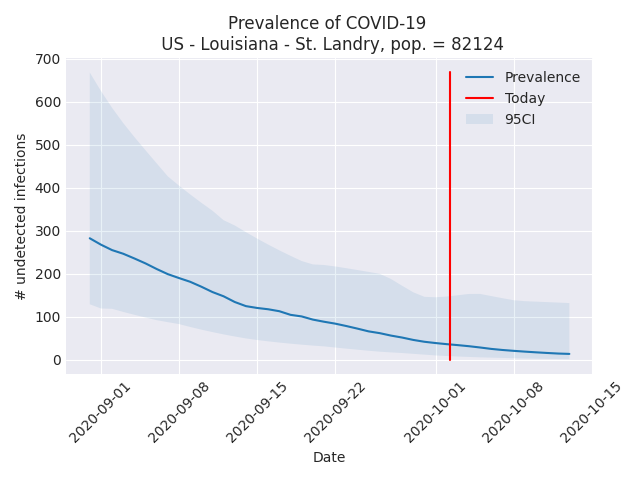 Prevalence of COVID-19
US - Louisiana - St. Landry, pop. = 82124
700
600
500
400
300
200
100
0
# undetected infections
Prevalence
Today
95CI
2020-09-01
2020-09-08
2020-09-15
2020-09-22
2020-10-01
2020-10-08
2020-10-15
Date